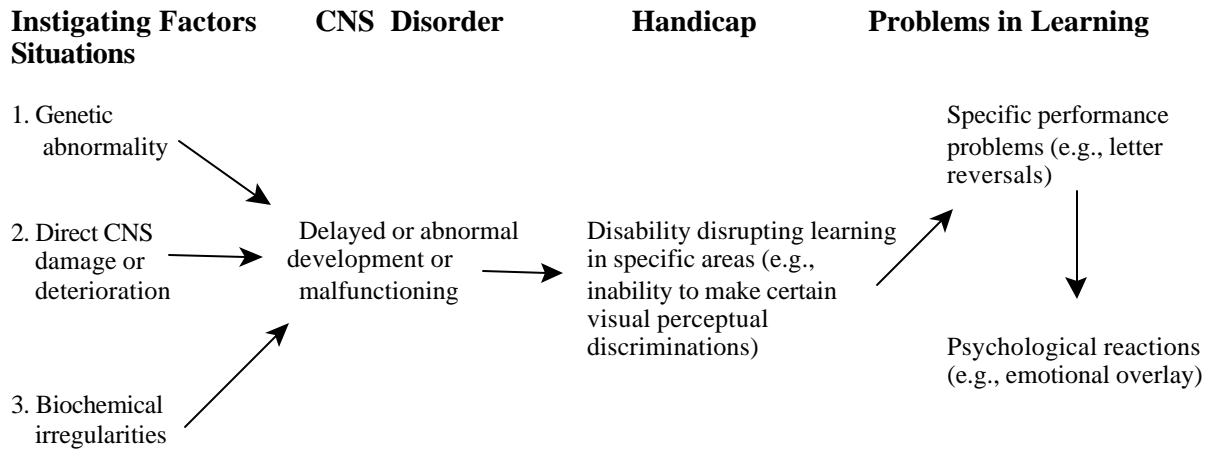 Instigating Factors CNS Disorder Handicap Problems in Learning
Situations
1. Genetic
abnormality
2. Direct CNS
damage or
deterioration
3. Biochemical
irregularities
Delayed or abnormal
development or
malfunctioning
Disability disrupting learning
in specific areas (e.g.,
inability to make certain
visual perceptual
discriminations)
Specific performance
problems (e.g., letter
reversals)
Psychological reactions
(e.g., emotional overlay)